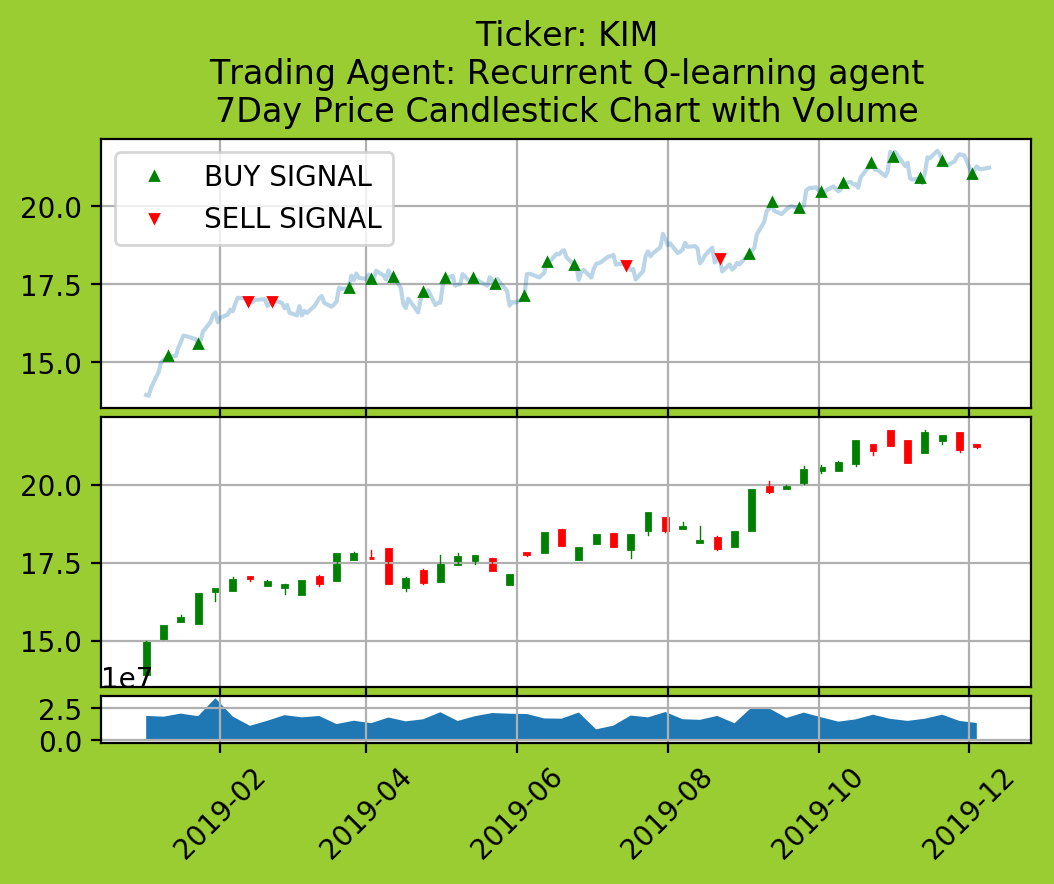 Ticker: KIM
Trading Agent: Recurrent Q-learning agent
7Day Price Candlestick Chart with Volume
BUY SIGNAL
SELL SIGNAL
20.0
17.5
15.0
20.0
17.5
15.0
1e7
2.5
0.0
2019-02
2019-04
2019-06
2019-08
2019-10
2019-12